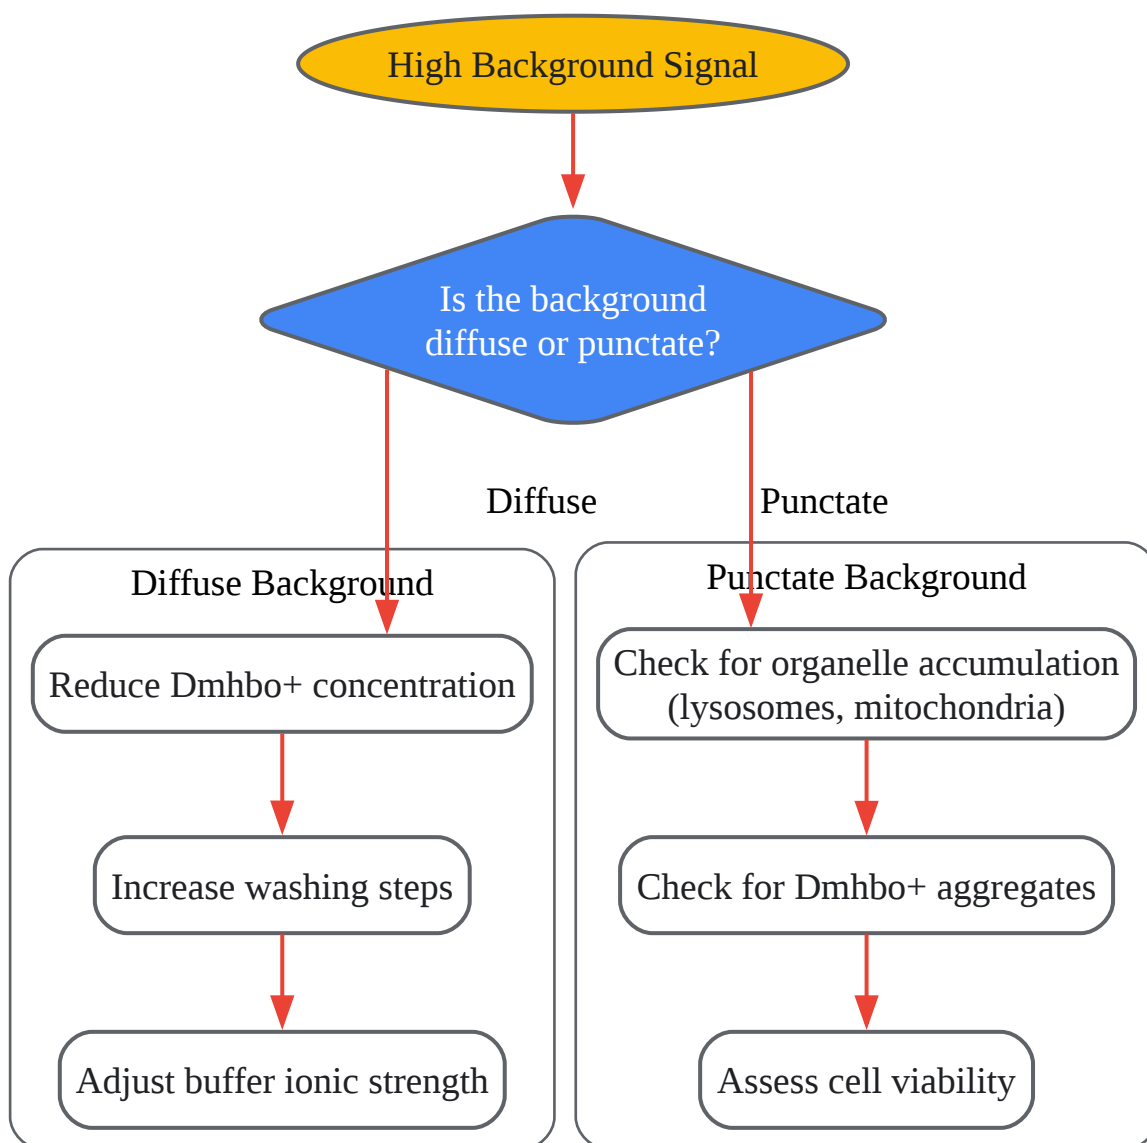 High Background Signal
Is the background
diffuse or punctate?
Diffuse
Punctate
Diffuse Background
Reduce Dmhbo+ concentration
Increase washing steps
Adjust buffer ionic strength
Punctate Background
Check for organelle accumulation
(lysosomes, mitochondria)
Check for Dmhbo+ aggregates
Assess cell viability